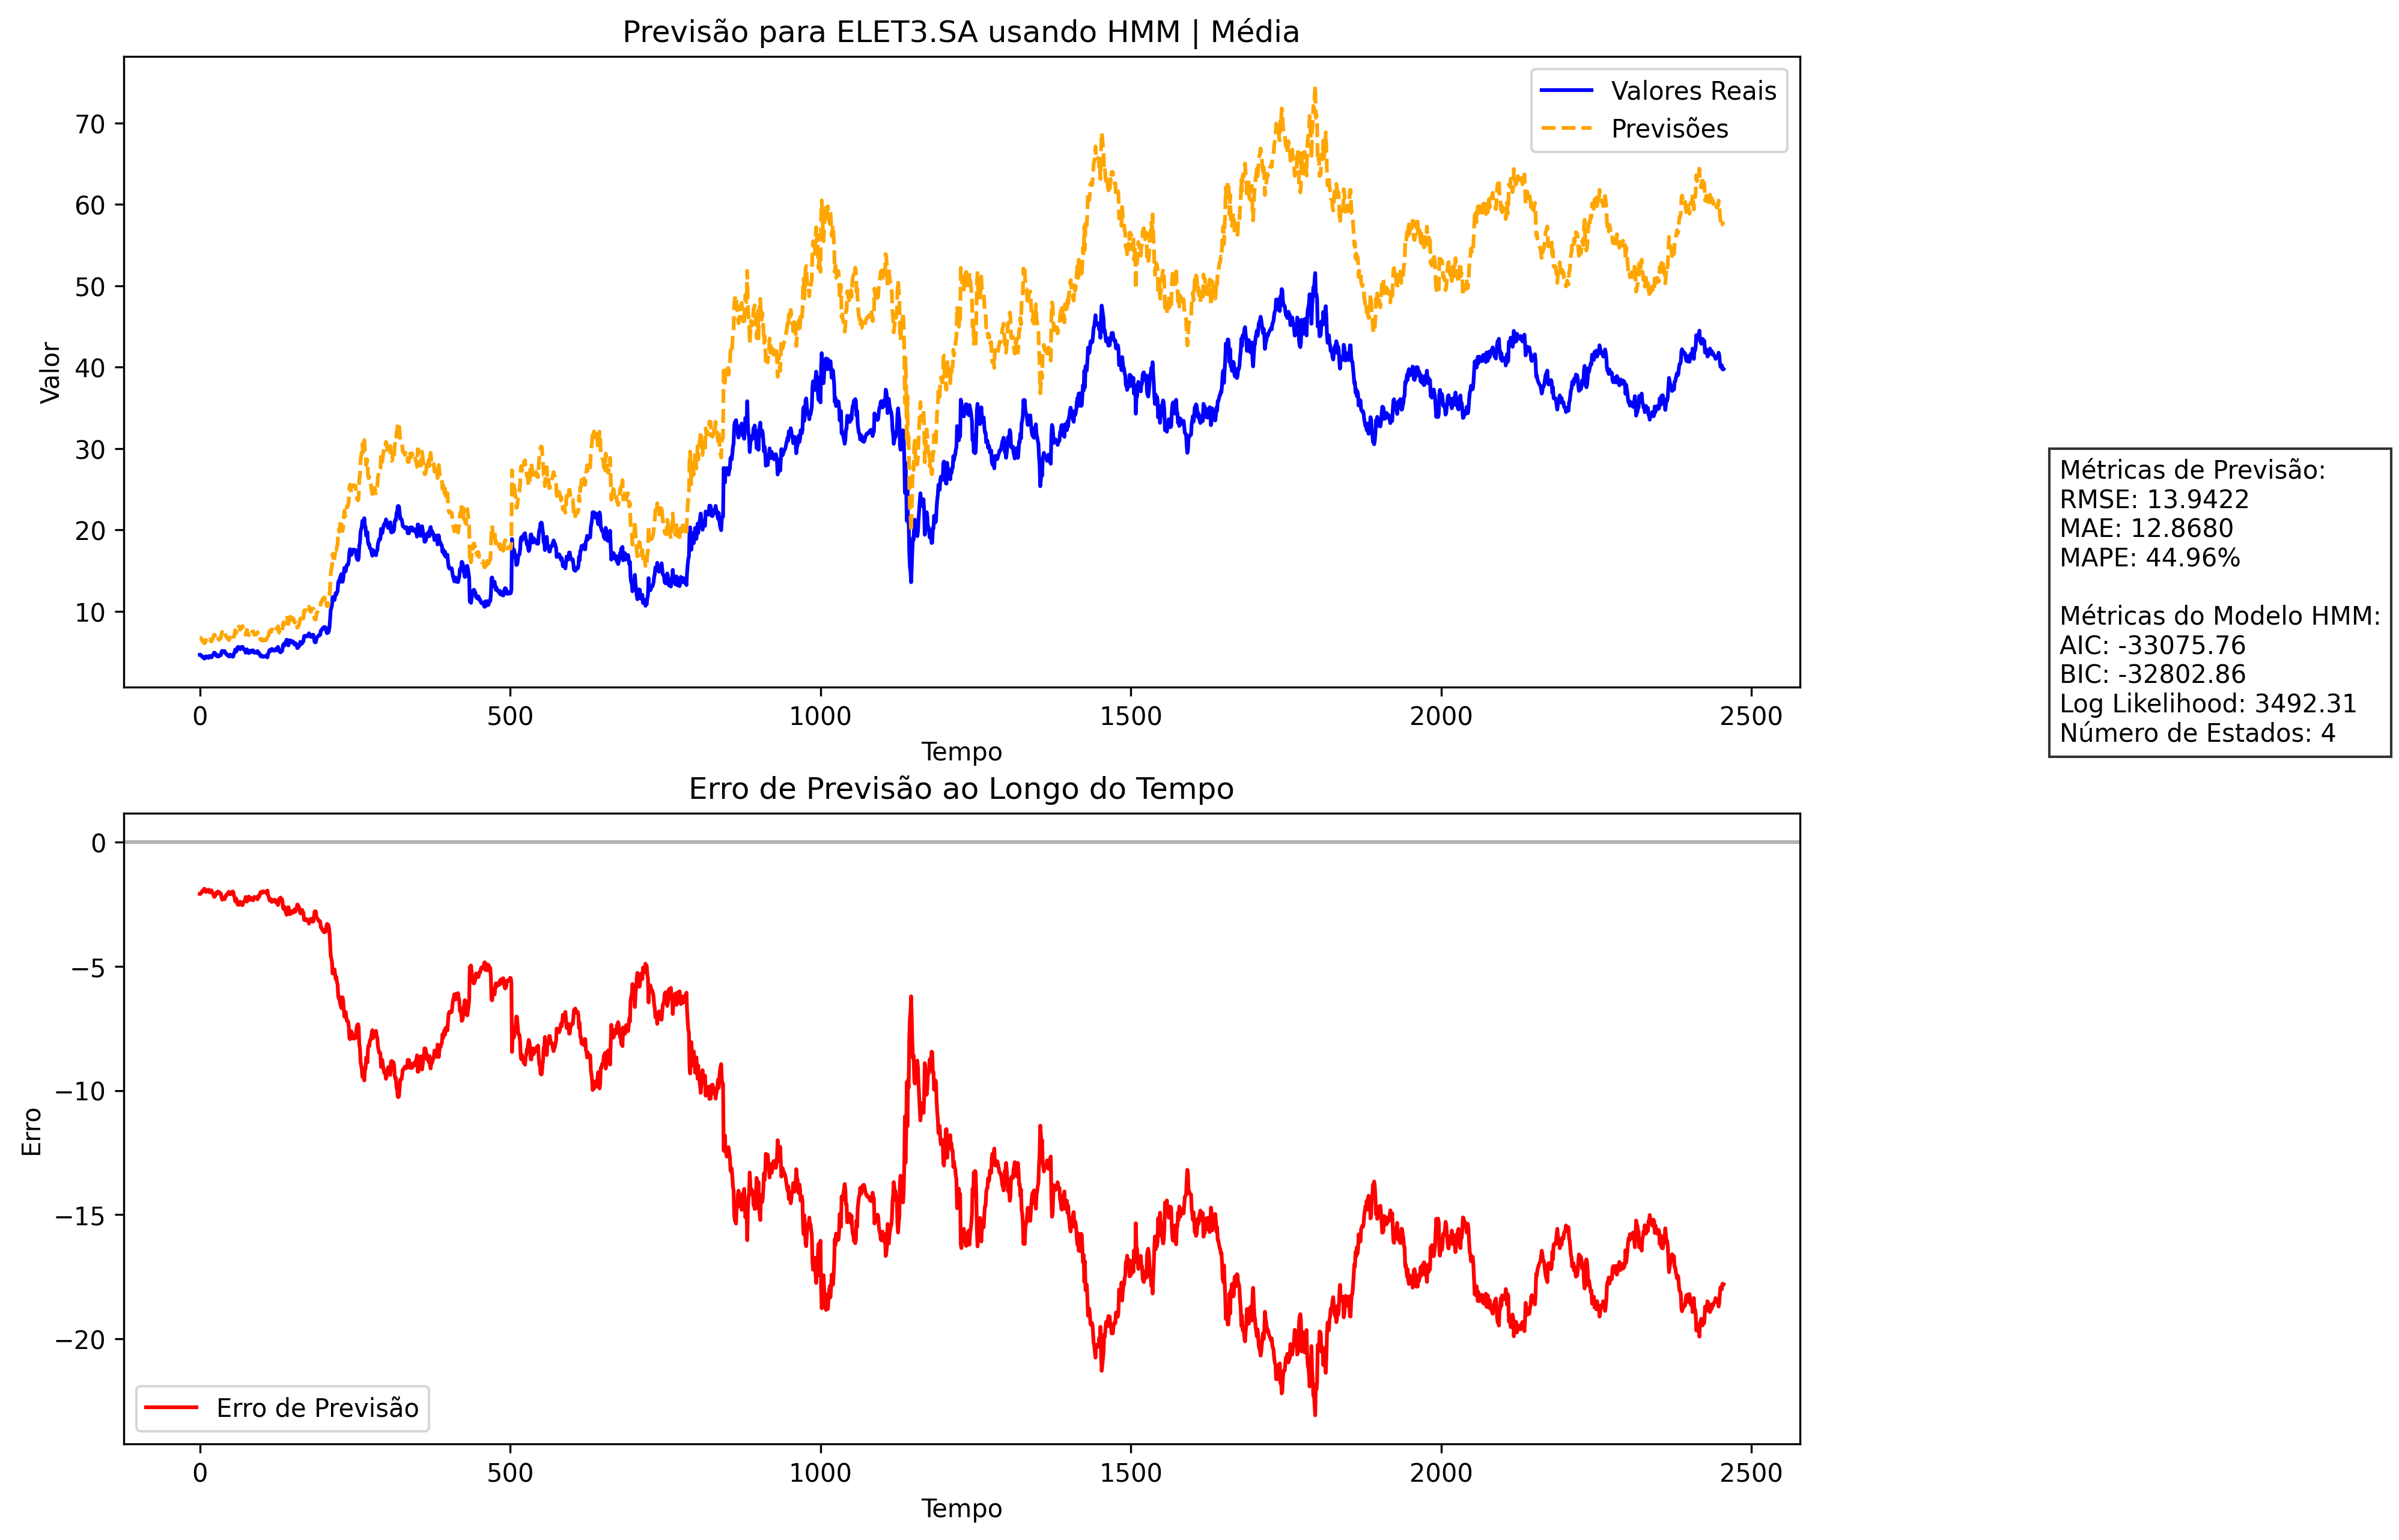 Previsão para ELET3.SA usando HMM | Média
Valores Reais
Previsões
Valor
70
60
50
40
30
20
10
0 500 1000 1500 2000 2500
Tempo
Métricas de Previsão:
RMSE: 13.9422
MAE: 12.8680
MAPE: 44.96%
Métricas do Modelo HMM:
AIC: -33075.76
BIC: -32802.86
Log Likelihood: 3492.31
Número de Estados: 4
Erro de Previsão ao Longo do Tempo
Erro
0
−5
−10
−15
−20
Erro de Previsão
0 500 1000 1500 2000 2500
Tempo